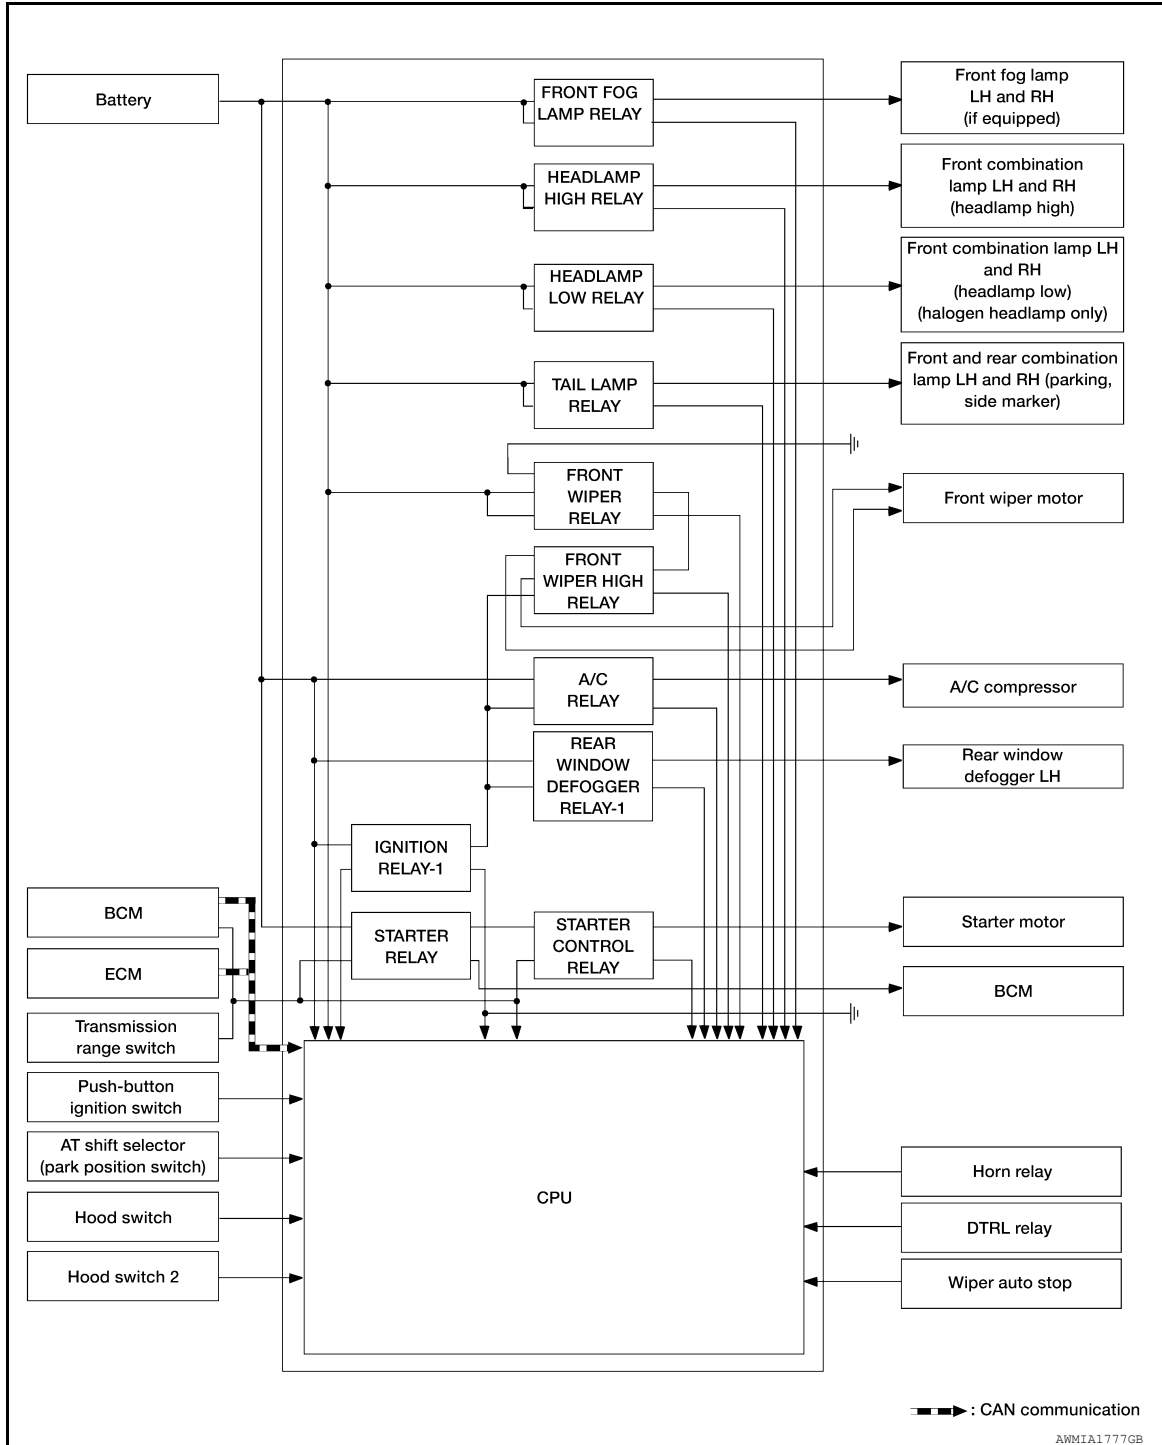 Battery
FRONT FOG
LAMP RELAY
Front fog lamp
LH and RH
(if equipped)
HEADLAMP
HIGH RELAY
Front combination
lamp LH and RH
(headlamp high)
HEADLAMP
LOW RELAY
Front combination lamp LH
and RH
(headlamp low)
(halogen headlamp only)
TAIL LAMP
RELAY
Front and rear combination
lamp LH and RH (parking,
side marker)
FRONT
WIPER
RELAY
Front wiper motor
FRONT
WIPER HIGH
RELAY
A/C
RELAY
A/C compressor
REAR
WINDOW
DEFOGGER
RELAY-1
Rear window
defogger LH
IGNITION
RELAY-1
BCM
STARTER
RELAY
STARTER
CONTROL
RELAY
Starter motor
ECM
BCM
Transmission
range switch
Push-button
ignition switch
AT shift selector
(park position switch)
Hood switch
Hood switch 2
CPU
Horn relay
DTRL relay
Wiper auto stop
: CAN communication
AWMIA1777GB